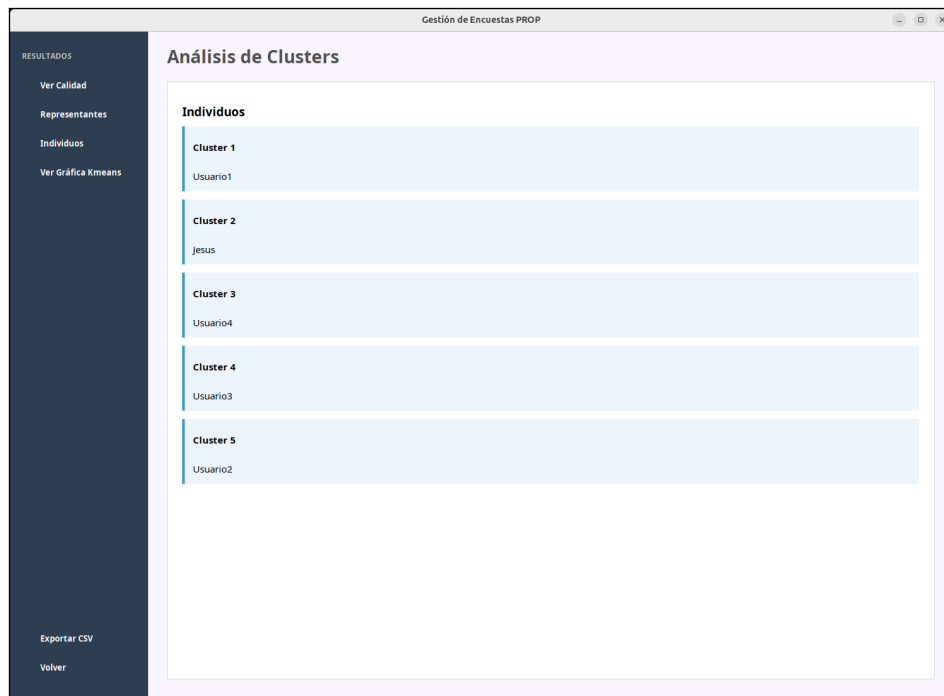 Gestión de Encuestas PROP
RESULTADOS
Ver Calidad
Representantes
Individuos
Ver Gráfica Kmeans
Exportar CSV
Volver
Análisis de Clusters
Individuos
Cluster 1
Usuario1
Cluster 2
Jesus
Cluster 3
Usuario4
Cluster 4
Usuario3
Cluster 5
Usuario2